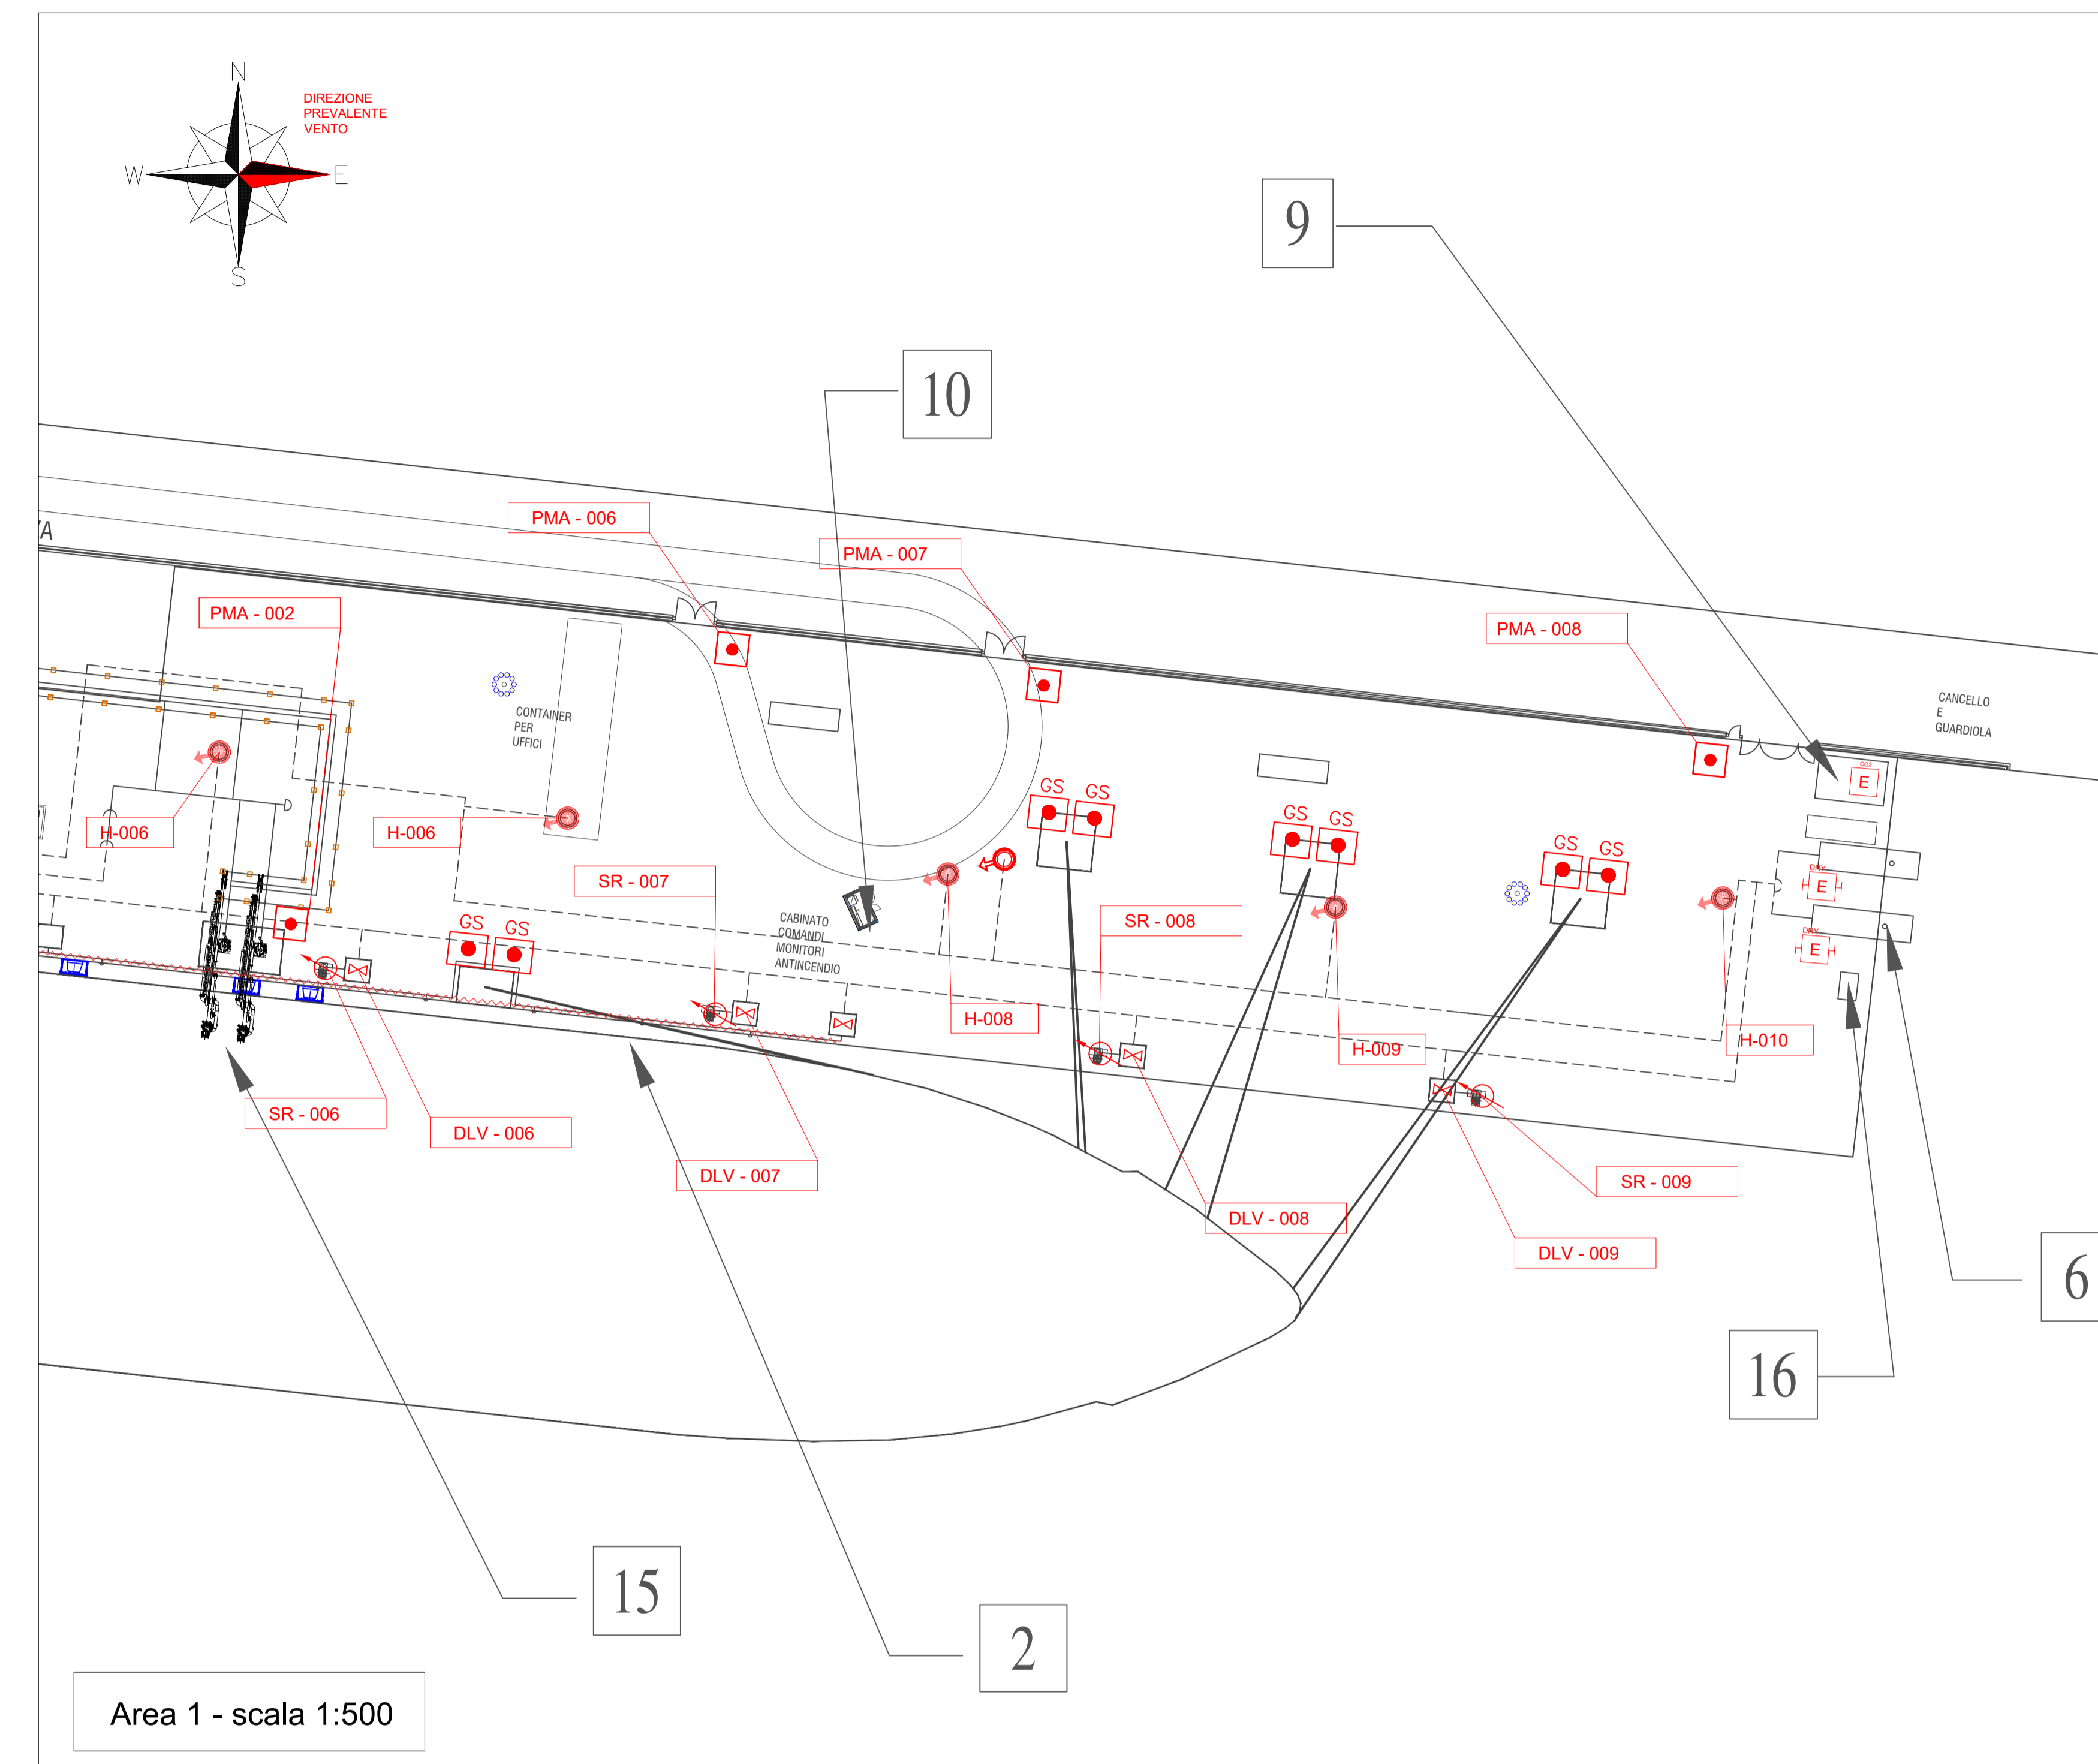 N
DIREZIONE
PREVALENTE
VENTO
W
E
S
9
10
PMA - 006
PMA - 007
PMA - 002
PMA - 008
CANCELLO
E
GUARDIOLA
CONTAINER
PER
UFFICI
CO2
E
GS
GS
GS
GS
GS
GS
H-006
H-006
SR - 007
DRY
E
SR - 008
CABINATO
COMANDI
MONITORI
ANTINCENDIO
GS
GS
DRY
E
H-008
H-009
H-010
SR - 006
DLV - 006
DLV - 007
SR - 009
DLV - 008
DLV - 009
6
16
15
2
Area 1 - scala 1:500